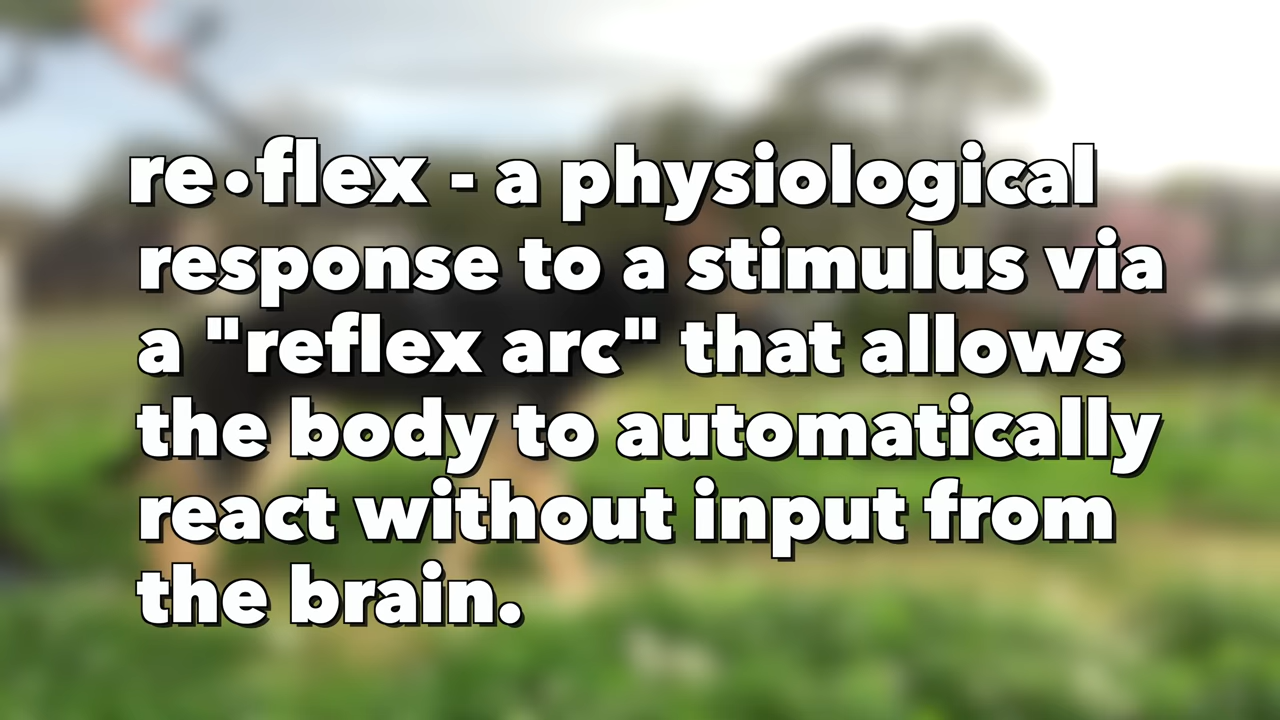 re•flex - a physiological
response to a stimulus via
a "reflex arc" that allows
the body to automatically
react without input from
the brain.